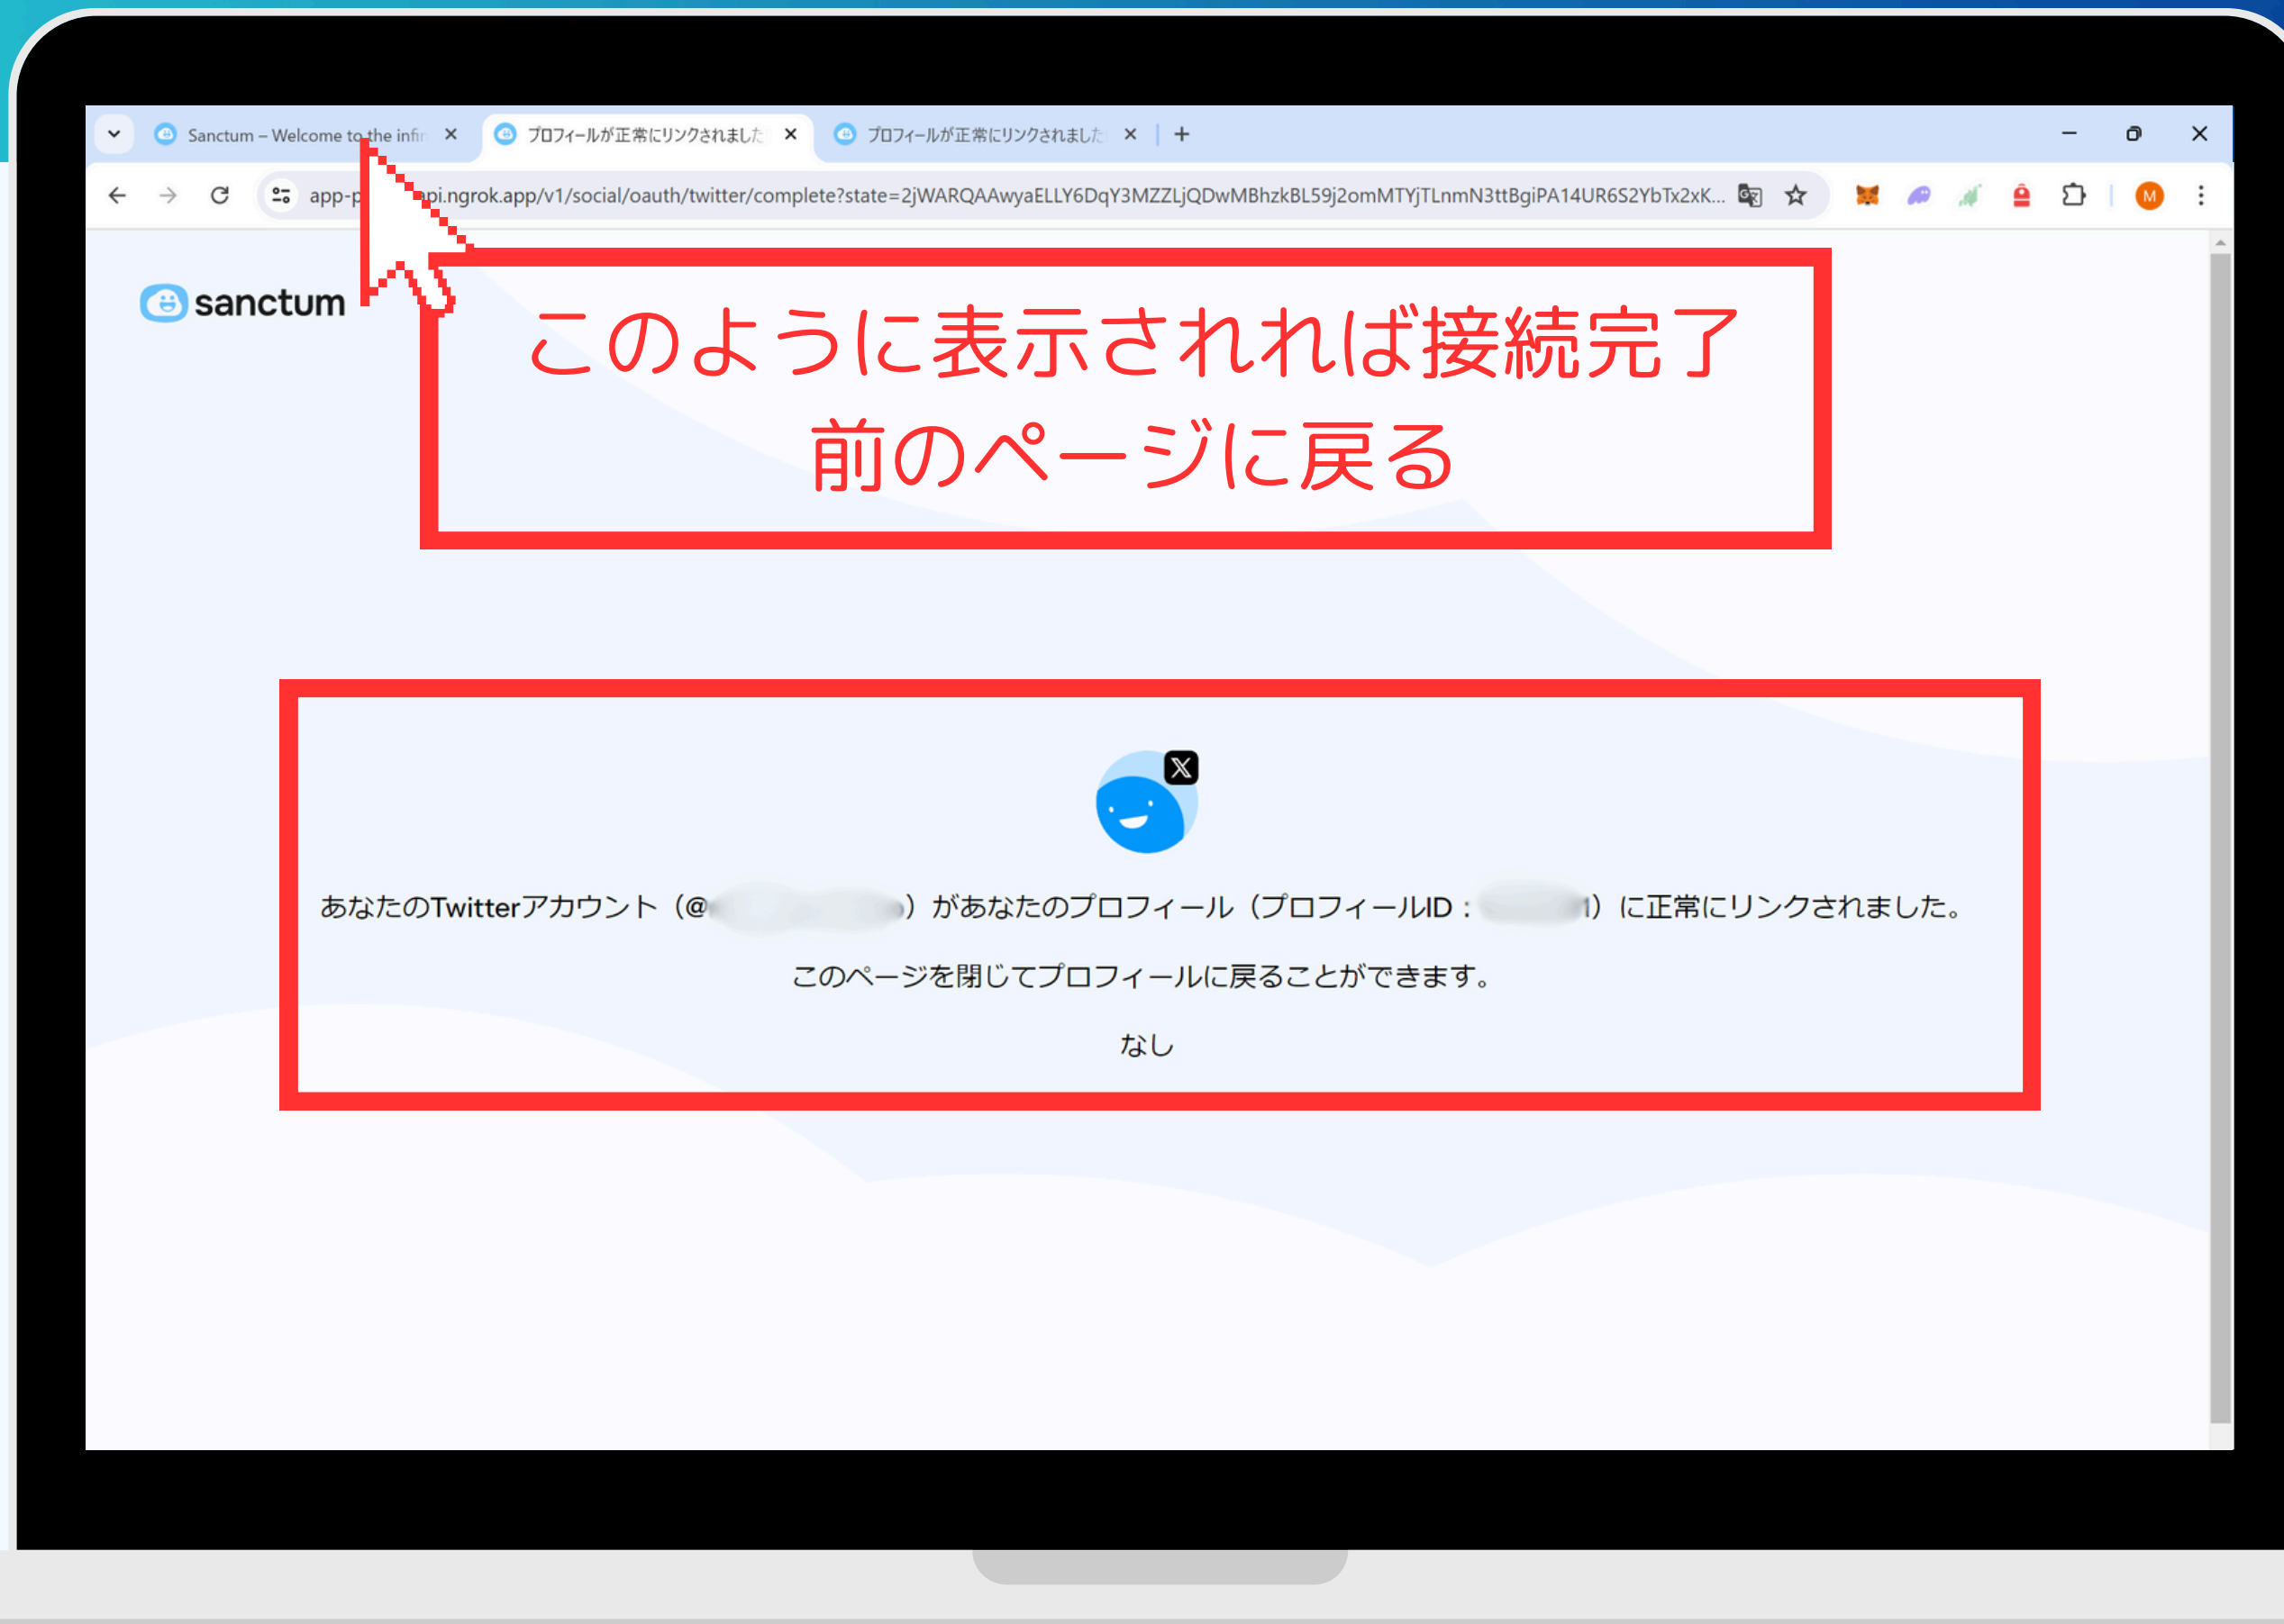 Sanctum – Welcome to the infin
プロフィールが正常にリンクされました
プロフィールが正常にリンクされました
api.ngrok.app/v1/social/oauth/twitter/complete?state=2jWARQAAwyaELLY6DqY3MZZLjQDwMBhzkBL59j2omMTYjTLnmN3ttBgiPA14UR6S2YbTx2xK...
M
sanctum
このように表示されれば接続完了
前のページに戻る
X
あなたのTwitterアカウント（@ ）があなたのプロフィール（プロフィールID： ）に正常にリンクされました。
このページを閉じてプロフィールに戻ることができます。
なし